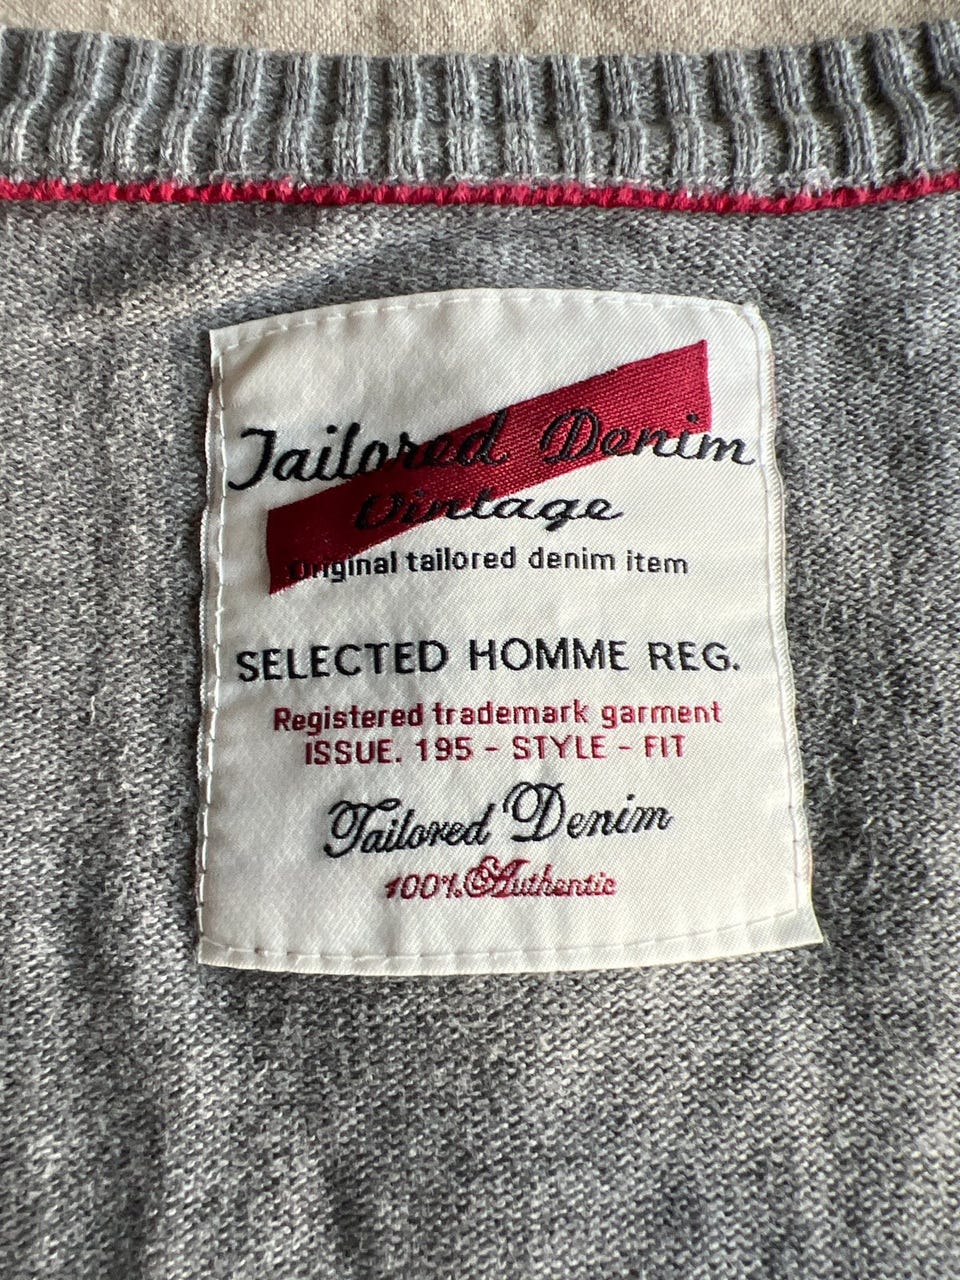 Tailored Denim
Vintage
Original tailored denim item
SELECTED HOMME REG.
Registered trademark garment
ISSUE. 195 - STYLE - FIT
Tailored Denim
100% Authentic